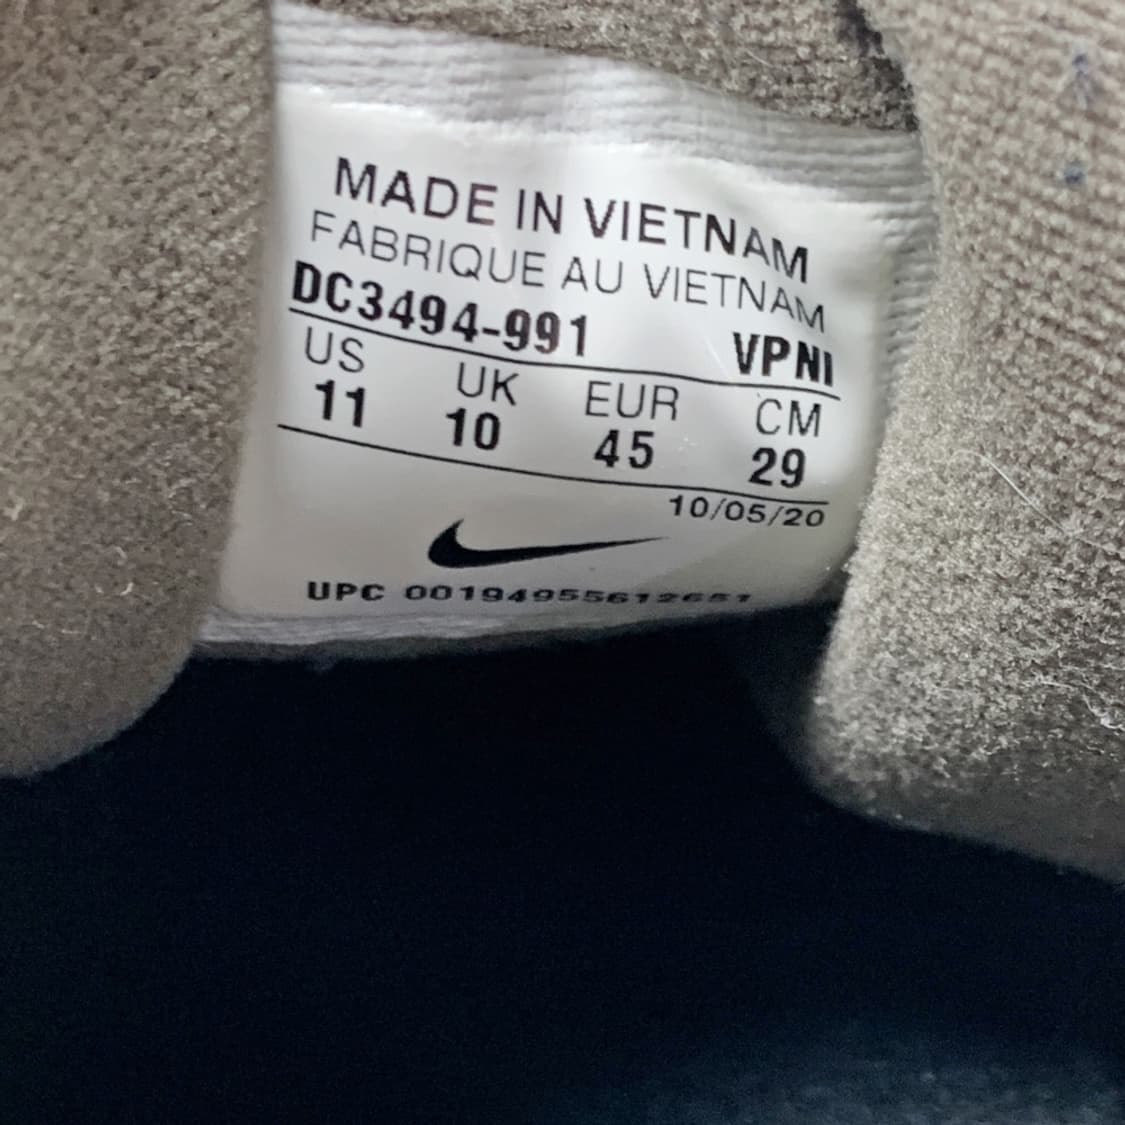 MADE IN VIETNAM
FABRIQUE AU VIETNAM
DC3494-991 VPNI
US UK EUR CM
11 10 45 29
10/05/20
UPC 00194955612651